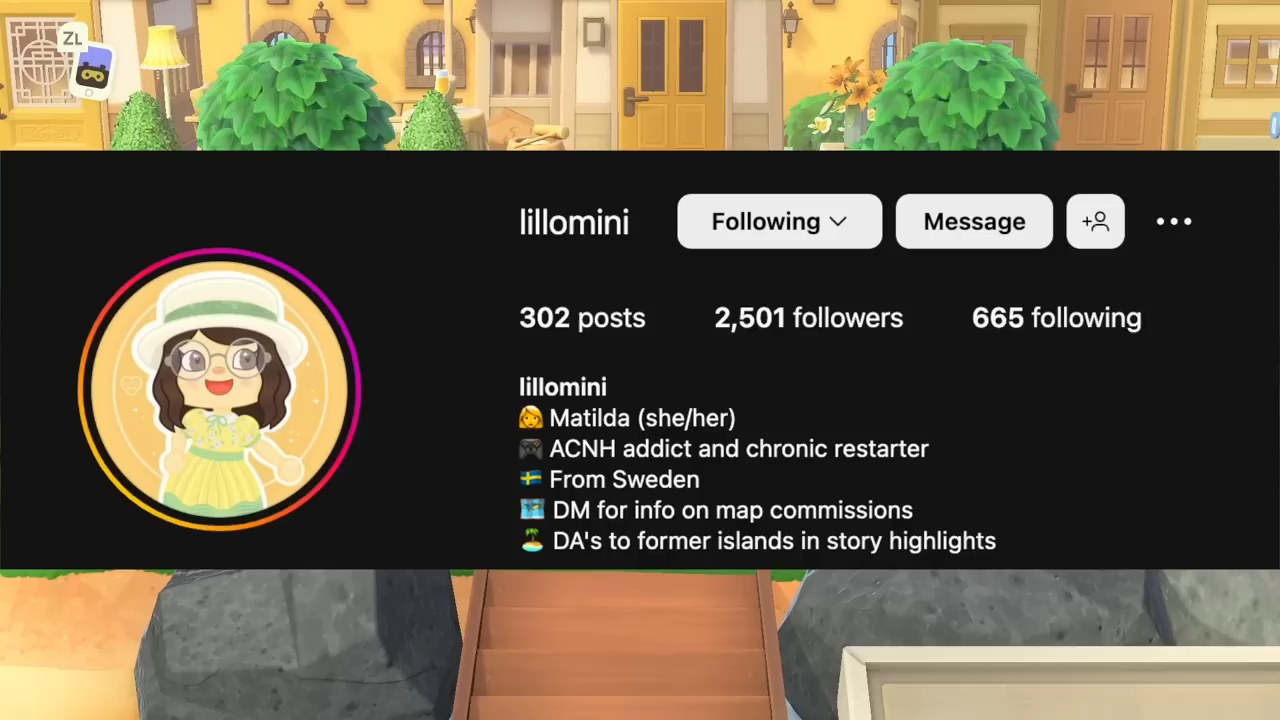 ZL
lillomini Following Message
302 posts 2,501 followers 665 following
lillomini
👩 Matilda (she/her)
🎮 ACNH addict and chronic restarter
🇸🇪 From Sweden
🗺️ DM for info on map commissions
🏝️ DA's to former islands in story highlights